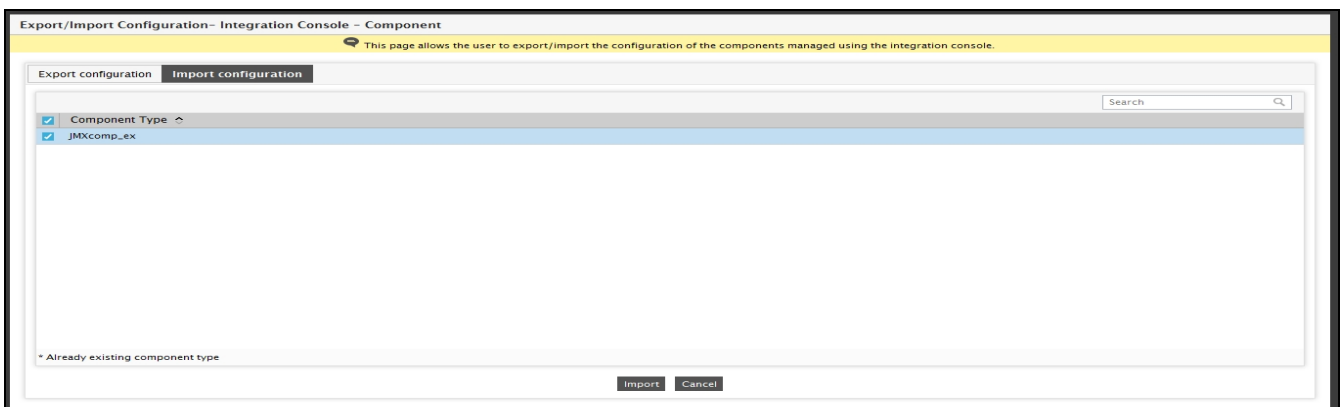 Export/Import Configuration- Integration Console - Component
This page allows the user to export/import the configuration of the components managed using the integration console.
Export configuration Import configuration
Search
Component Type
JMXcomp_ex
* Already existing component type
Import Cancel